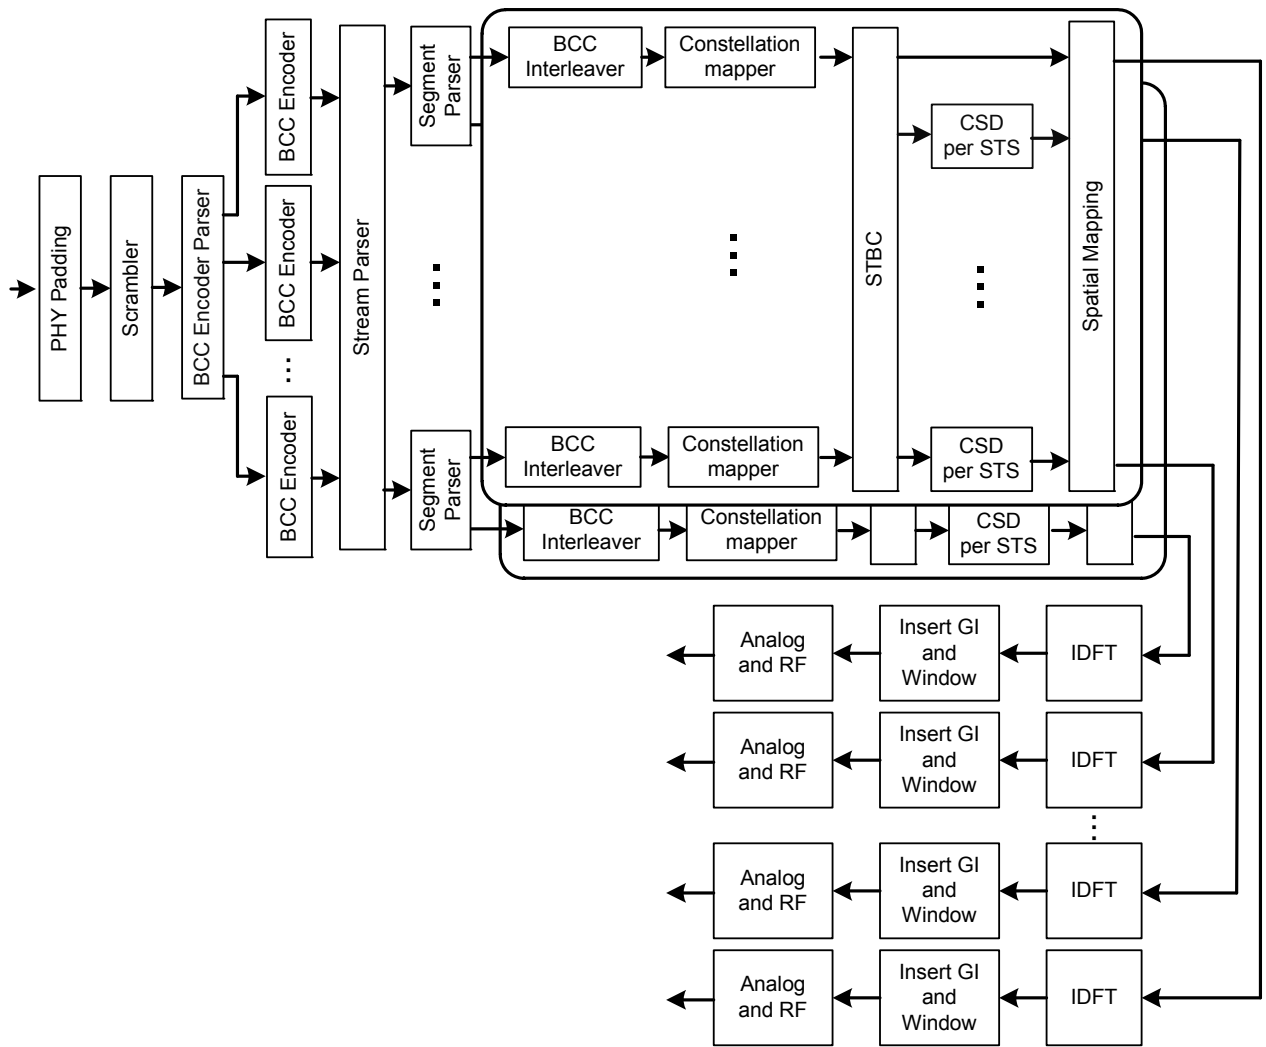 PHY Padding
Scrambler
BCC Encoder Parser
BCC Encoder
BCC Encoder
...
BCC Encoder
Stream Parser
Segment
Parser
...
Segment
Parser
BCC
Interleaver
Constellation
mapper
...
BCC
Interleaver
Constellation
mapper
STBC
CSD
per STS
...
CSD
per STS
Spatial Mapping
BCC
Interleaver
Constellation
mapper
CSD
per STS
Analog
and RF
Insert GI
and
Window
IDFT
Analog
and RF
Insert GI
and
Window
IDFT
...
Analog
and RF
Insert GI
and
Window
IDFT
Analog
and RF
Insert GI
and
Window
IDFT